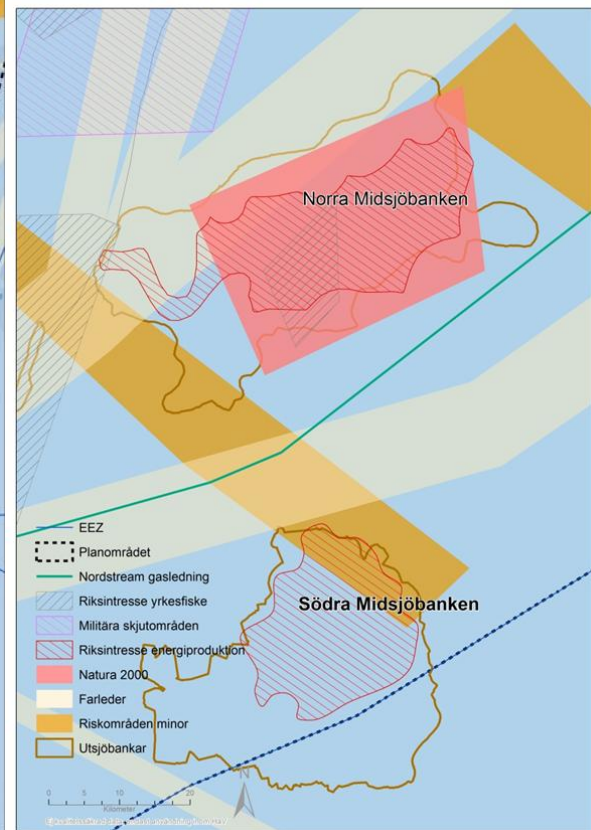 Norra Midsjöbanken
Södra Midsjöbanken
EEZ
Planområdet
Nordstream gasledning
Riksintresse yrkesfiske
Militära skjutområden
Riksintresse energiproduktion
Natura 2000
Farleder
Riskområden minor
Utsjöbankar
N
0 5 10 20
Kilometer